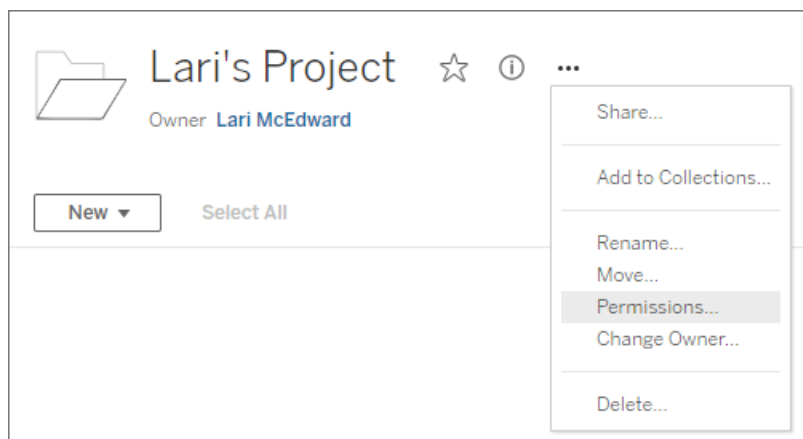 Lari's Project
Owner Lari McEdward
New
Select All
Share...
Add to Collections...
Rename...
Move...
Permissions...
Change Owner...
Delete...